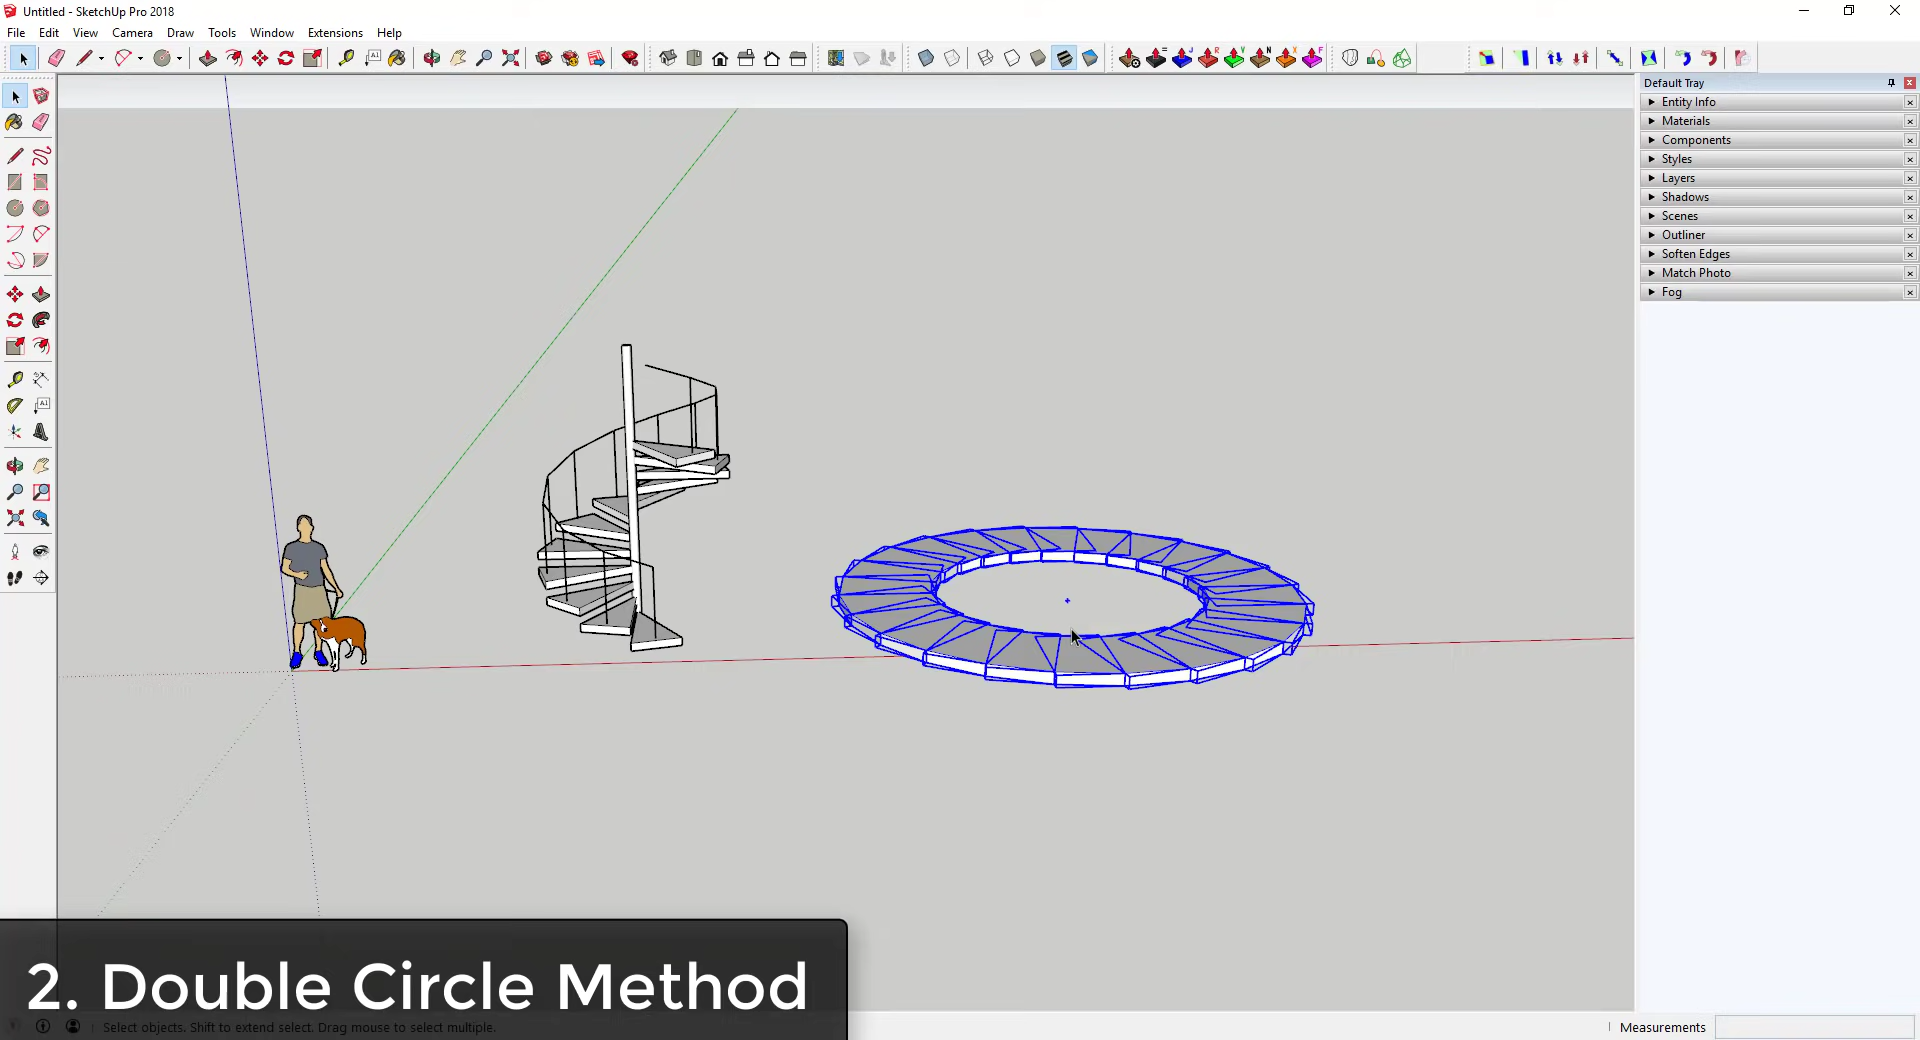 Untitled - SketchUp Pro 2018
File Edit View Camera Draw Tools Window Extensions Help
Default Tray
Entity Info
Materials
Components
Styles
Layers
Shadows
Scenes
Outliner
Soften Edges
Match Photo
Fog
2. Double Circle Method
Select objects. Shift to extend select. Drag mouse to select multiple.
Measurements